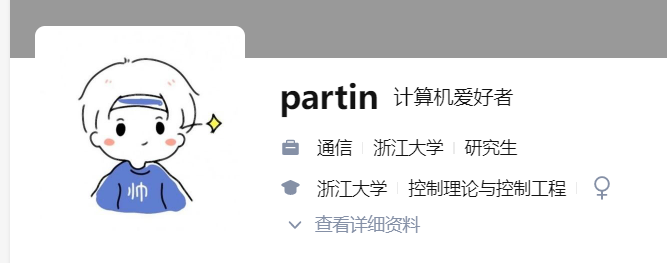 partin 计算机爱好者
通信 浙江大学 研究生
浙江大学 控制理论与控制工程
查看详细资料
帅